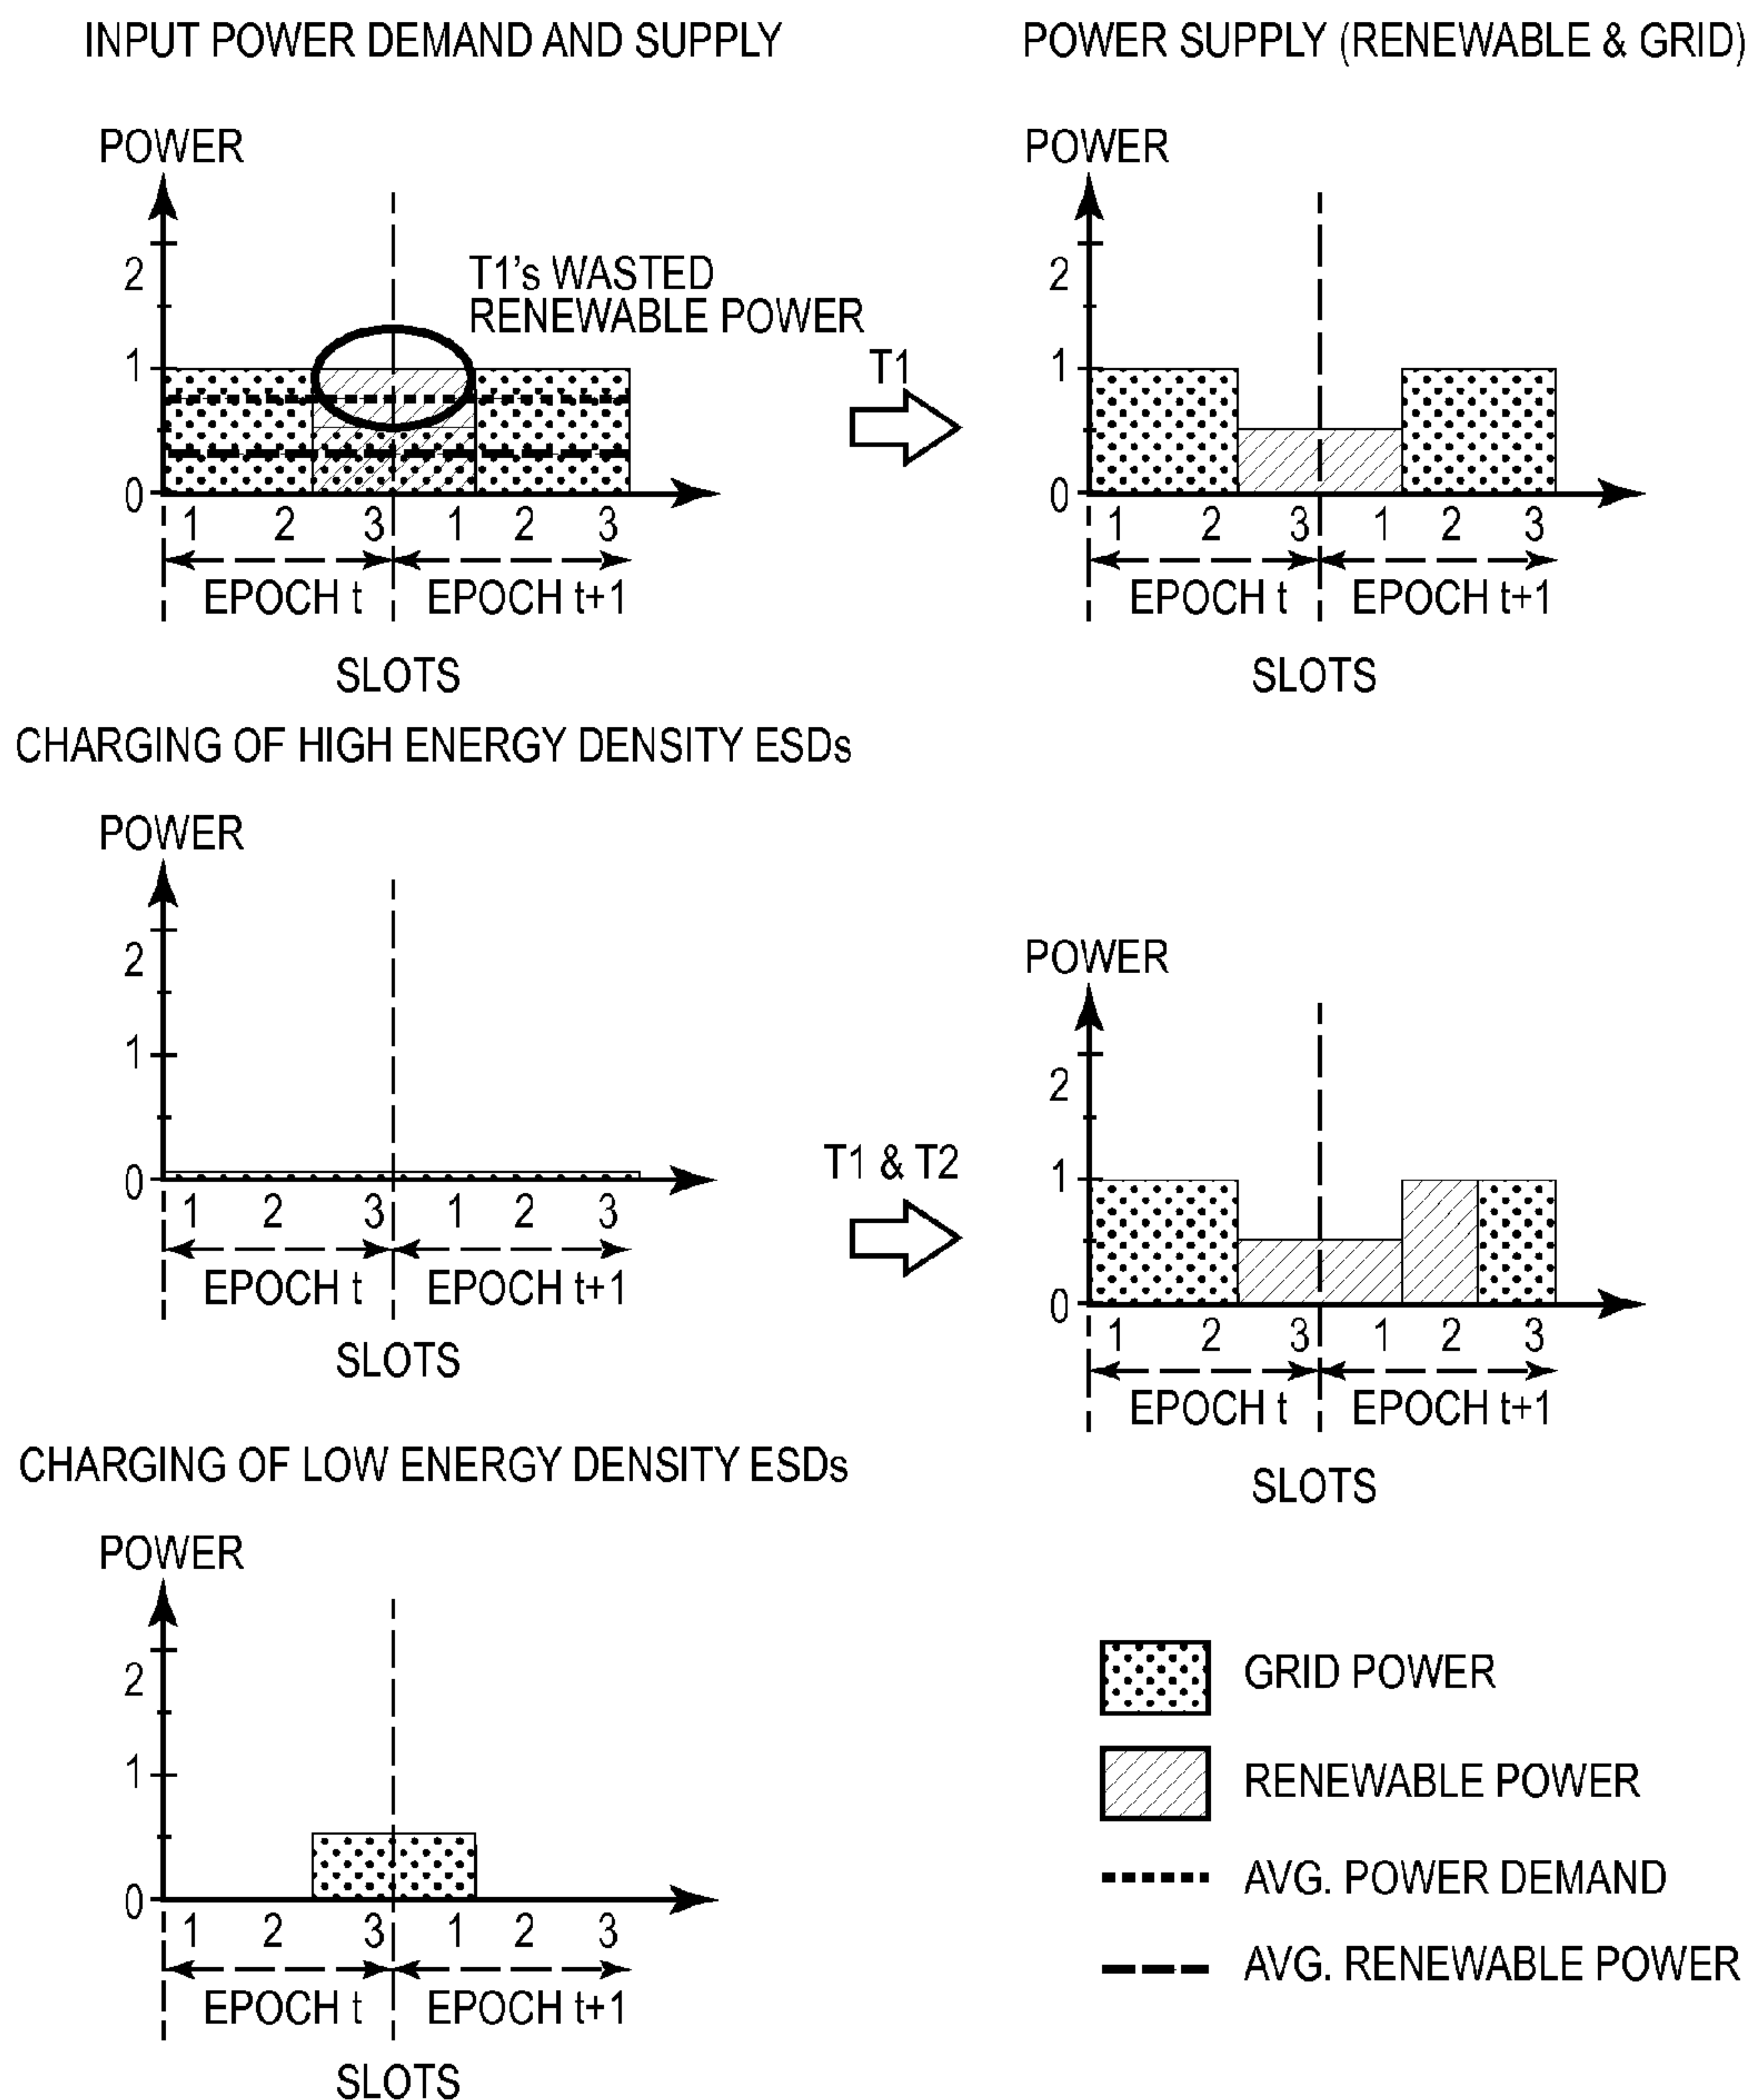 INPUT POWER DEMAND AND SUPPLY
POWER
2
1
0
T1's WASTED
RENEWABLE POWER
1 2 3 1 2 3
EPOCH t EPOCH t+1
SLOTS
T1
POWER SUPPLY (RENEWABLE & GRID)
POWER
2
1
0
1 2 3 1 2 3
EPOCH t EPOCH t+1
SLOTS
CHARGING OF HIGH ENERGY DENSITY ESDs
POWER
2
1
0
1 2 3 1 2 3
EPOCH t EPOCH t+1
SLOTS
T1 & T2
POWER
2
1
0
1 2 3 1 2 3
EPOCH t EPOCH t+1
SLOTS
CHARGING OF LOW ENERGY DENSITY ESDs
POWER
2
1
0
1 2 3 1 2 3
EPOCH t EPOCH t+1
SLOTS
GRID POWER
RENEWABLE POWER
AVG. POWER DEMAND
AVG. RENEWABLE POWER